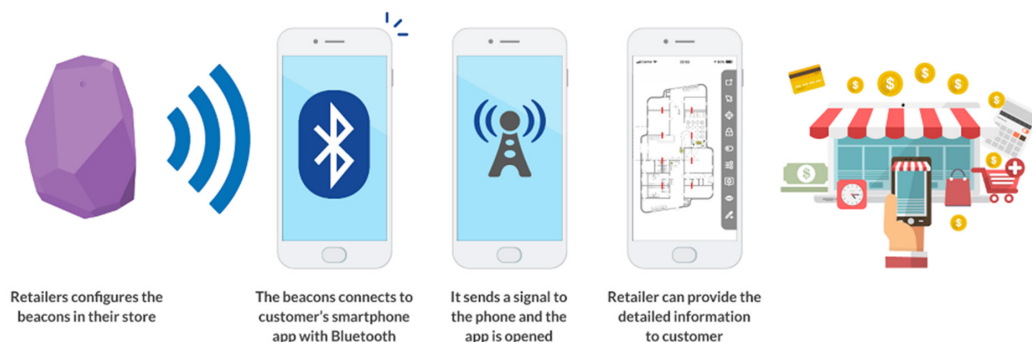 Retailers configures the
beacons in their store
The beacons connects to
customer's smartphone
app with Bluetooth
It sends a signal to
the phone and the
app is opened
Retailer can provide the
detailed information
to customer